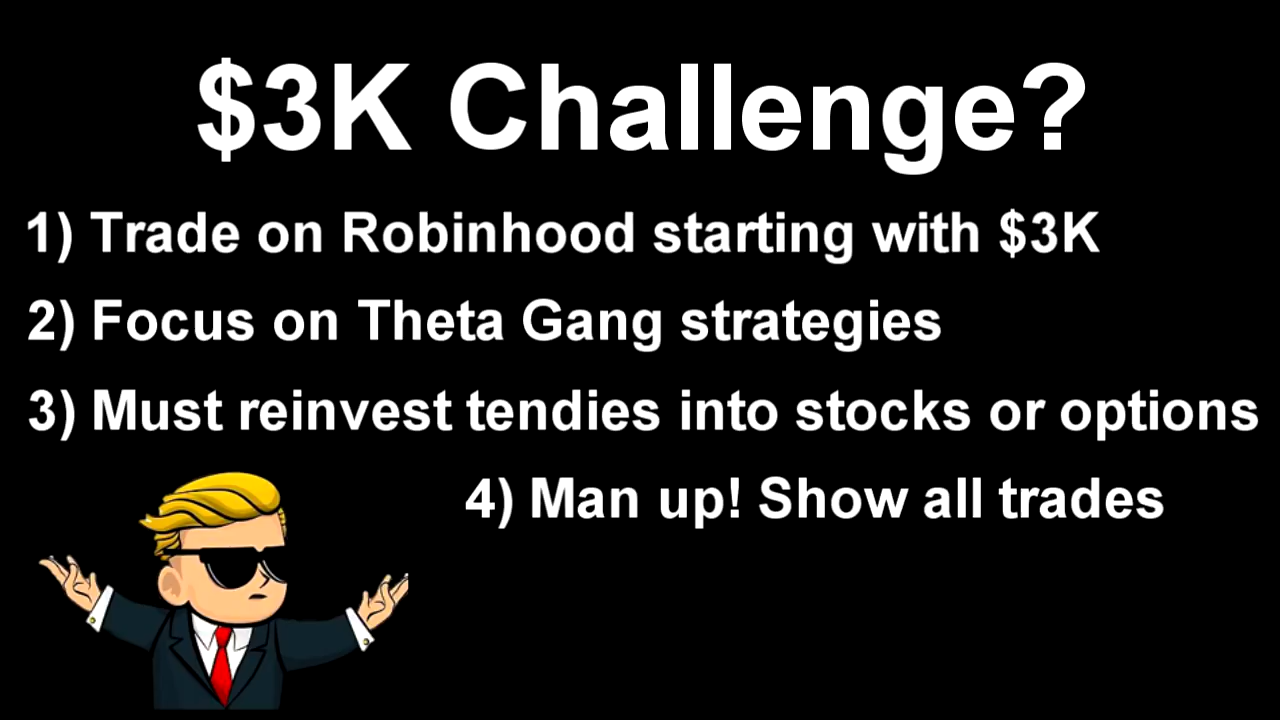 $3K Challenge?
1) Trade on Robinhood starting with $3K
2) Focus on Theta Gang strategies
3) Must reinvest tendies into stocks or options
4) Man up! Show all trades